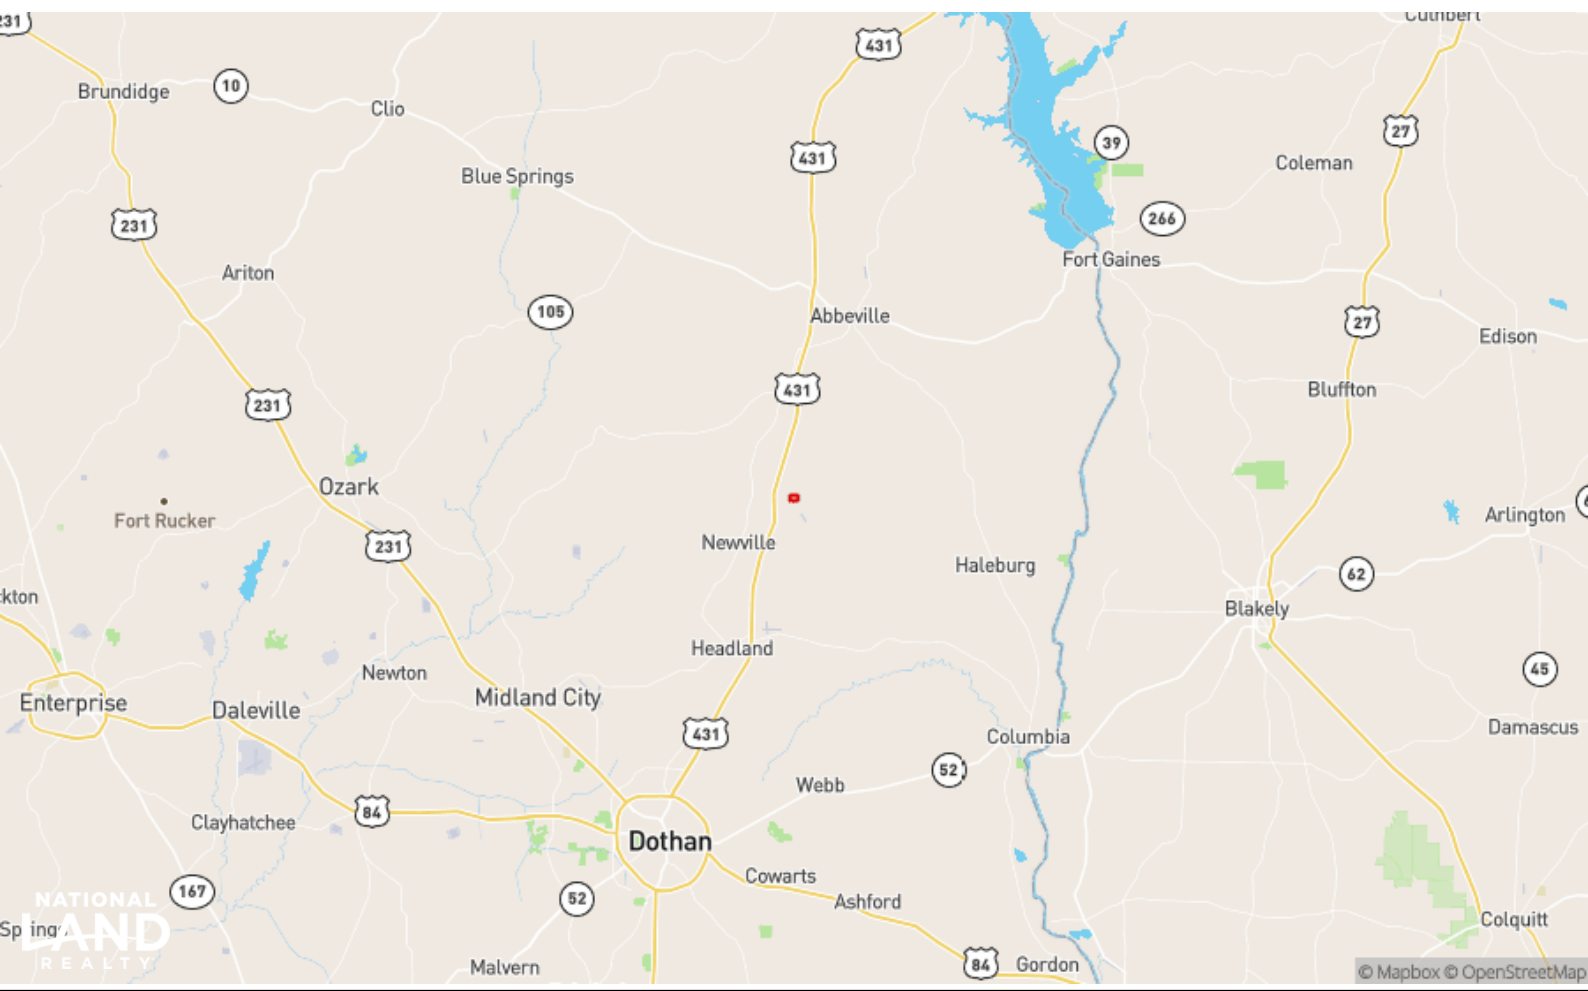 231
431
Cuthbert
Brundidge
10
Clio
27
431
39
Coleman
Blue Springs
231
266
Fort Gaines
Ariton
105
Abbeville
27
Edison
431
Bluffton
231
Ozark
Fort Rucker
Arlington
231
Newville
Haleburg
62
kton
Blakely
Headland
Newton
45
Enterprise
Daleville
Midland City
Damascus
431
Columbia
52
Webb
84
Clayhatchee
Dothan
Cowarts
167
52
Ashford
NATIONAL
LAND
REALTY
Springs
Colquitt
Malvern
84
Gordon
© Mapbox © OpenStreetMap